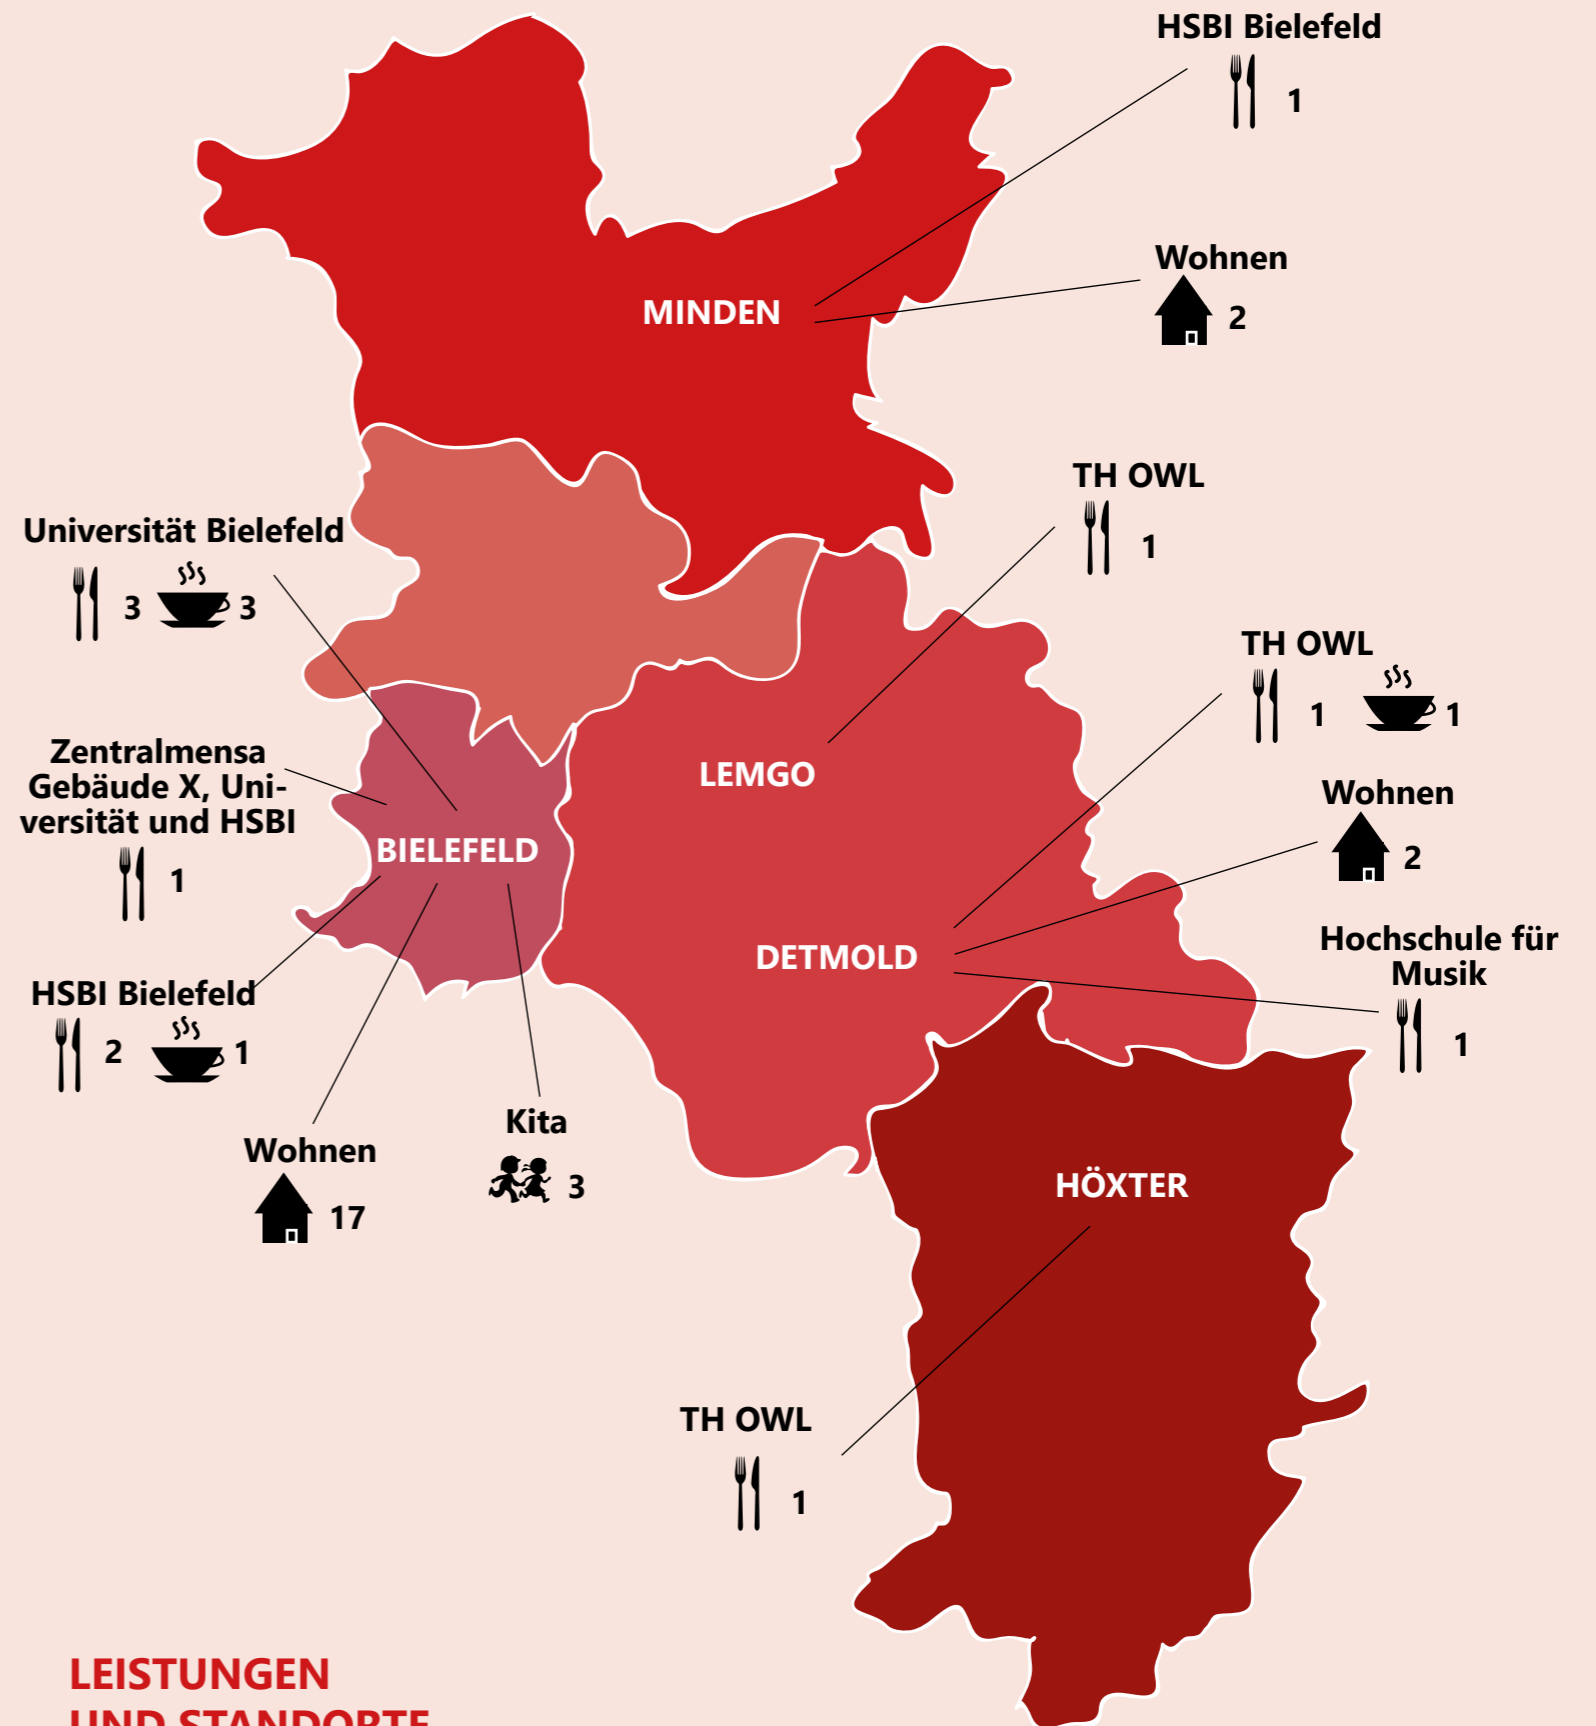 HSBI Bielefeld
1
Wohnen
2
MINDEN
TH OWL
1
Universität Bielefeld
3 3
TH OWL
1 1
Zentralmensa
Gebäude X, Uni-
versität und HSBI
1
LEMGO
Wohnen
2
BIELEFELD
DETMOLD
Hochschule für
Musik
1
HSBI Bielefeld
2 1
Kita
3
Wohnen
17
HÖXTER
TH OWL
1
LEISTUNGEN
UND STANDORTE